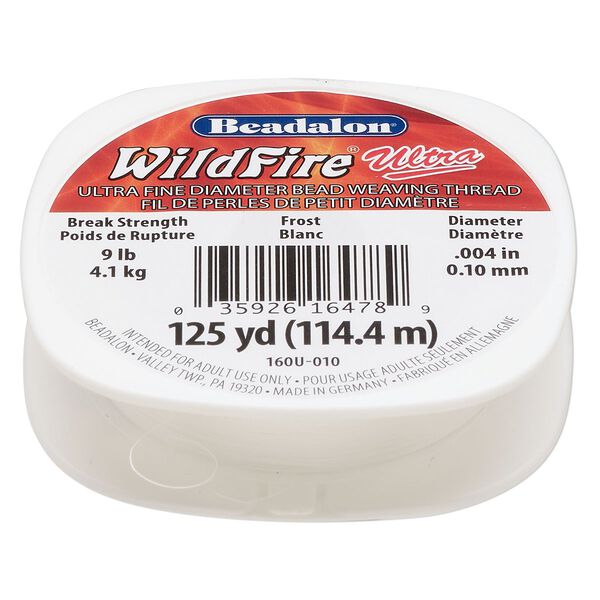 Beadalon®
WildFire® Ultra
ULTRA FINE DIAMETER BEAD WEAVING THREAD
FIL DE PERLES DE PETIT DIAMÈTRE
Break Strength Frost Diameter
Poids de Rupture Blanc Diamètre
9 lb .004 in
4.1 kg 0.10 mm
0 35926 16478 9
125 yd (114.4 m)
160U-010
INTENDED FOR ADULT USE ONLY • POUR USAGE ADULTE SEULEMENT
BEADALON • VALLEY TWP., PA 19320 • MADE IN GERMANY • FABRIQUÉ EN ALLEMAGNE